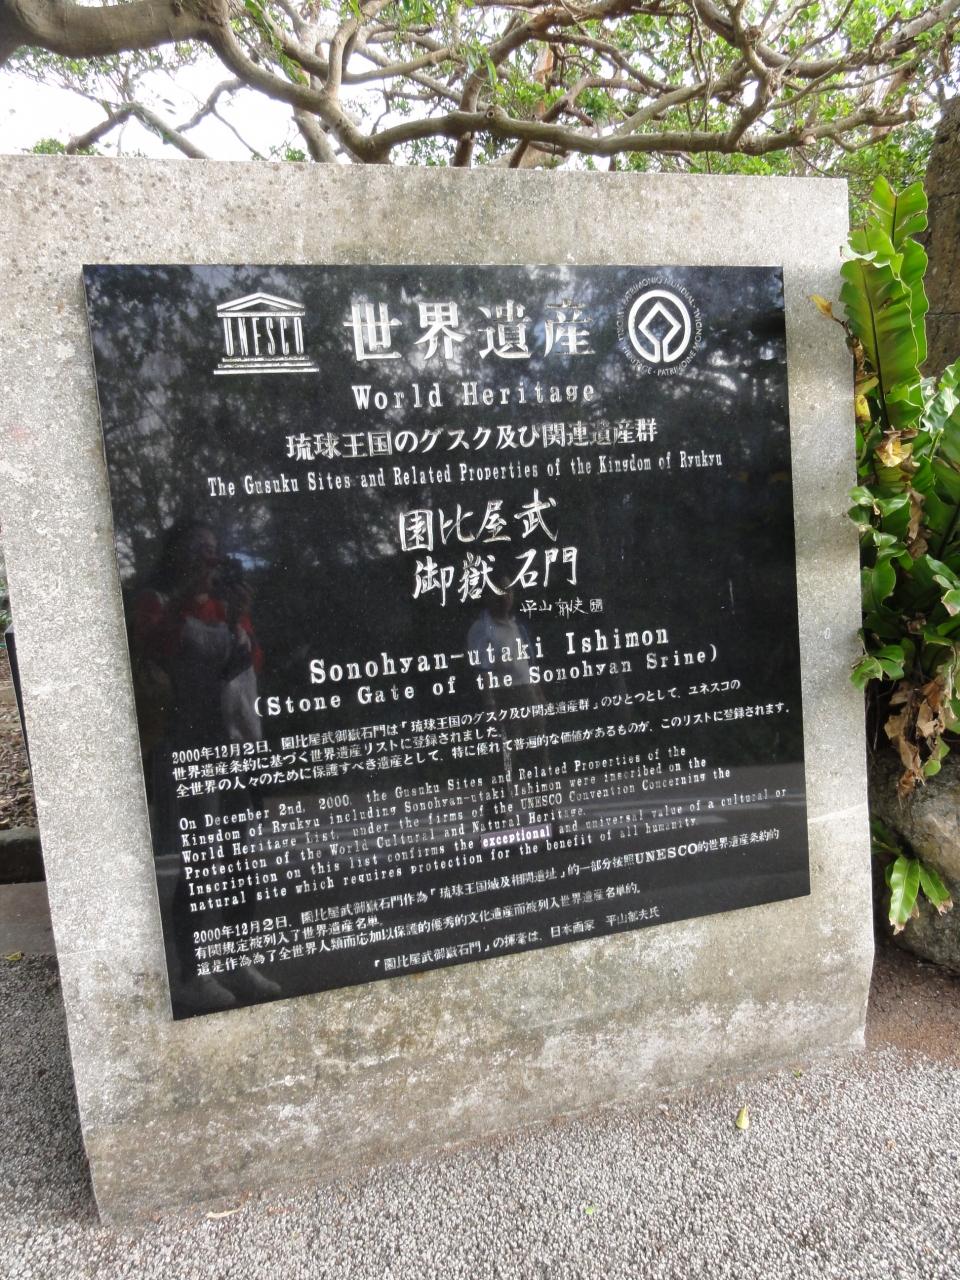 UNESCO
世界遺産
World Heritage
琉球王国のグスク及び関連遺産群
The Gusuku Sites and Related Properties of the Kingdom of Ryukyu
園比屋武
御嶽石門
平山郁夫
Sonohyan-utaki Ishimon
(Stone Gate of the Sonohyan Srine)
2000年12月2日、園比屋武御嶽石門は「琉球王国のグスク及び関連遺産群」のひとつとして、ユネスコの
世界遺産条約に基づく世界遺産リストに登録されました。
全世界の人々のために保護すべき遺産として、特に優れて普遍的な価値があるものが、このリストに登録されます。
On December 2nd. 2000, the Gusuku Sites and Related Properties of the
Kingdom of Ryukyu including Sonohyan-utaki Ishimon were inscribed on the
World Heritage List, under the firms of the UNESCO Convention Concerning the
Protection of the World Cultural and Natural Heritage.
Inscription on this list confirms the exceptional and universal value of a cultural or
natural site which requires protection for the benefit of all humanity.
2000年12月2日、園比屋武御嶽石門作為「琉球王国城及相関遺址」的一部分按照UNESCO的世界遺産条約的
有関規定被列入了世界遺産名単。
這是作為為了全世界人類而応加以保護的優秀的文化遺産而被列入世界遺産名単的。
「園比屋武御嶽石門」の揮毫は、日本画家 平山郁夫氏